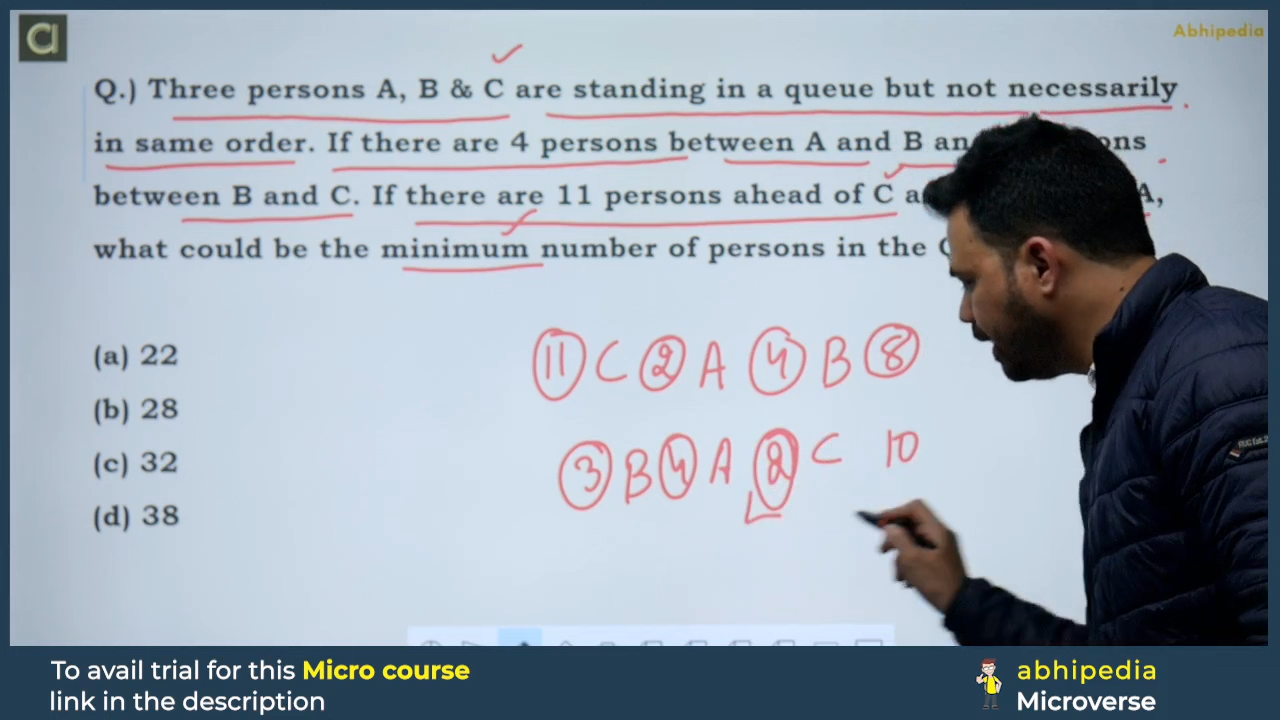 a
Abhipedia
Q.) Three persons A, B & C are standing in a queue but not necessarily
in same order. If there are 4 persons between A and B an ons
between B and C. If there are 11 persons ahead of C a A,
what could be the minimum number of persons in the
(a) 22
(b) 28
(c) 32
(d) 38
11 C 2 A 4 B 8
3 B 4 A 2 C 10
To avail trial for this Micro course
link in the description
abhipedia
Microverse